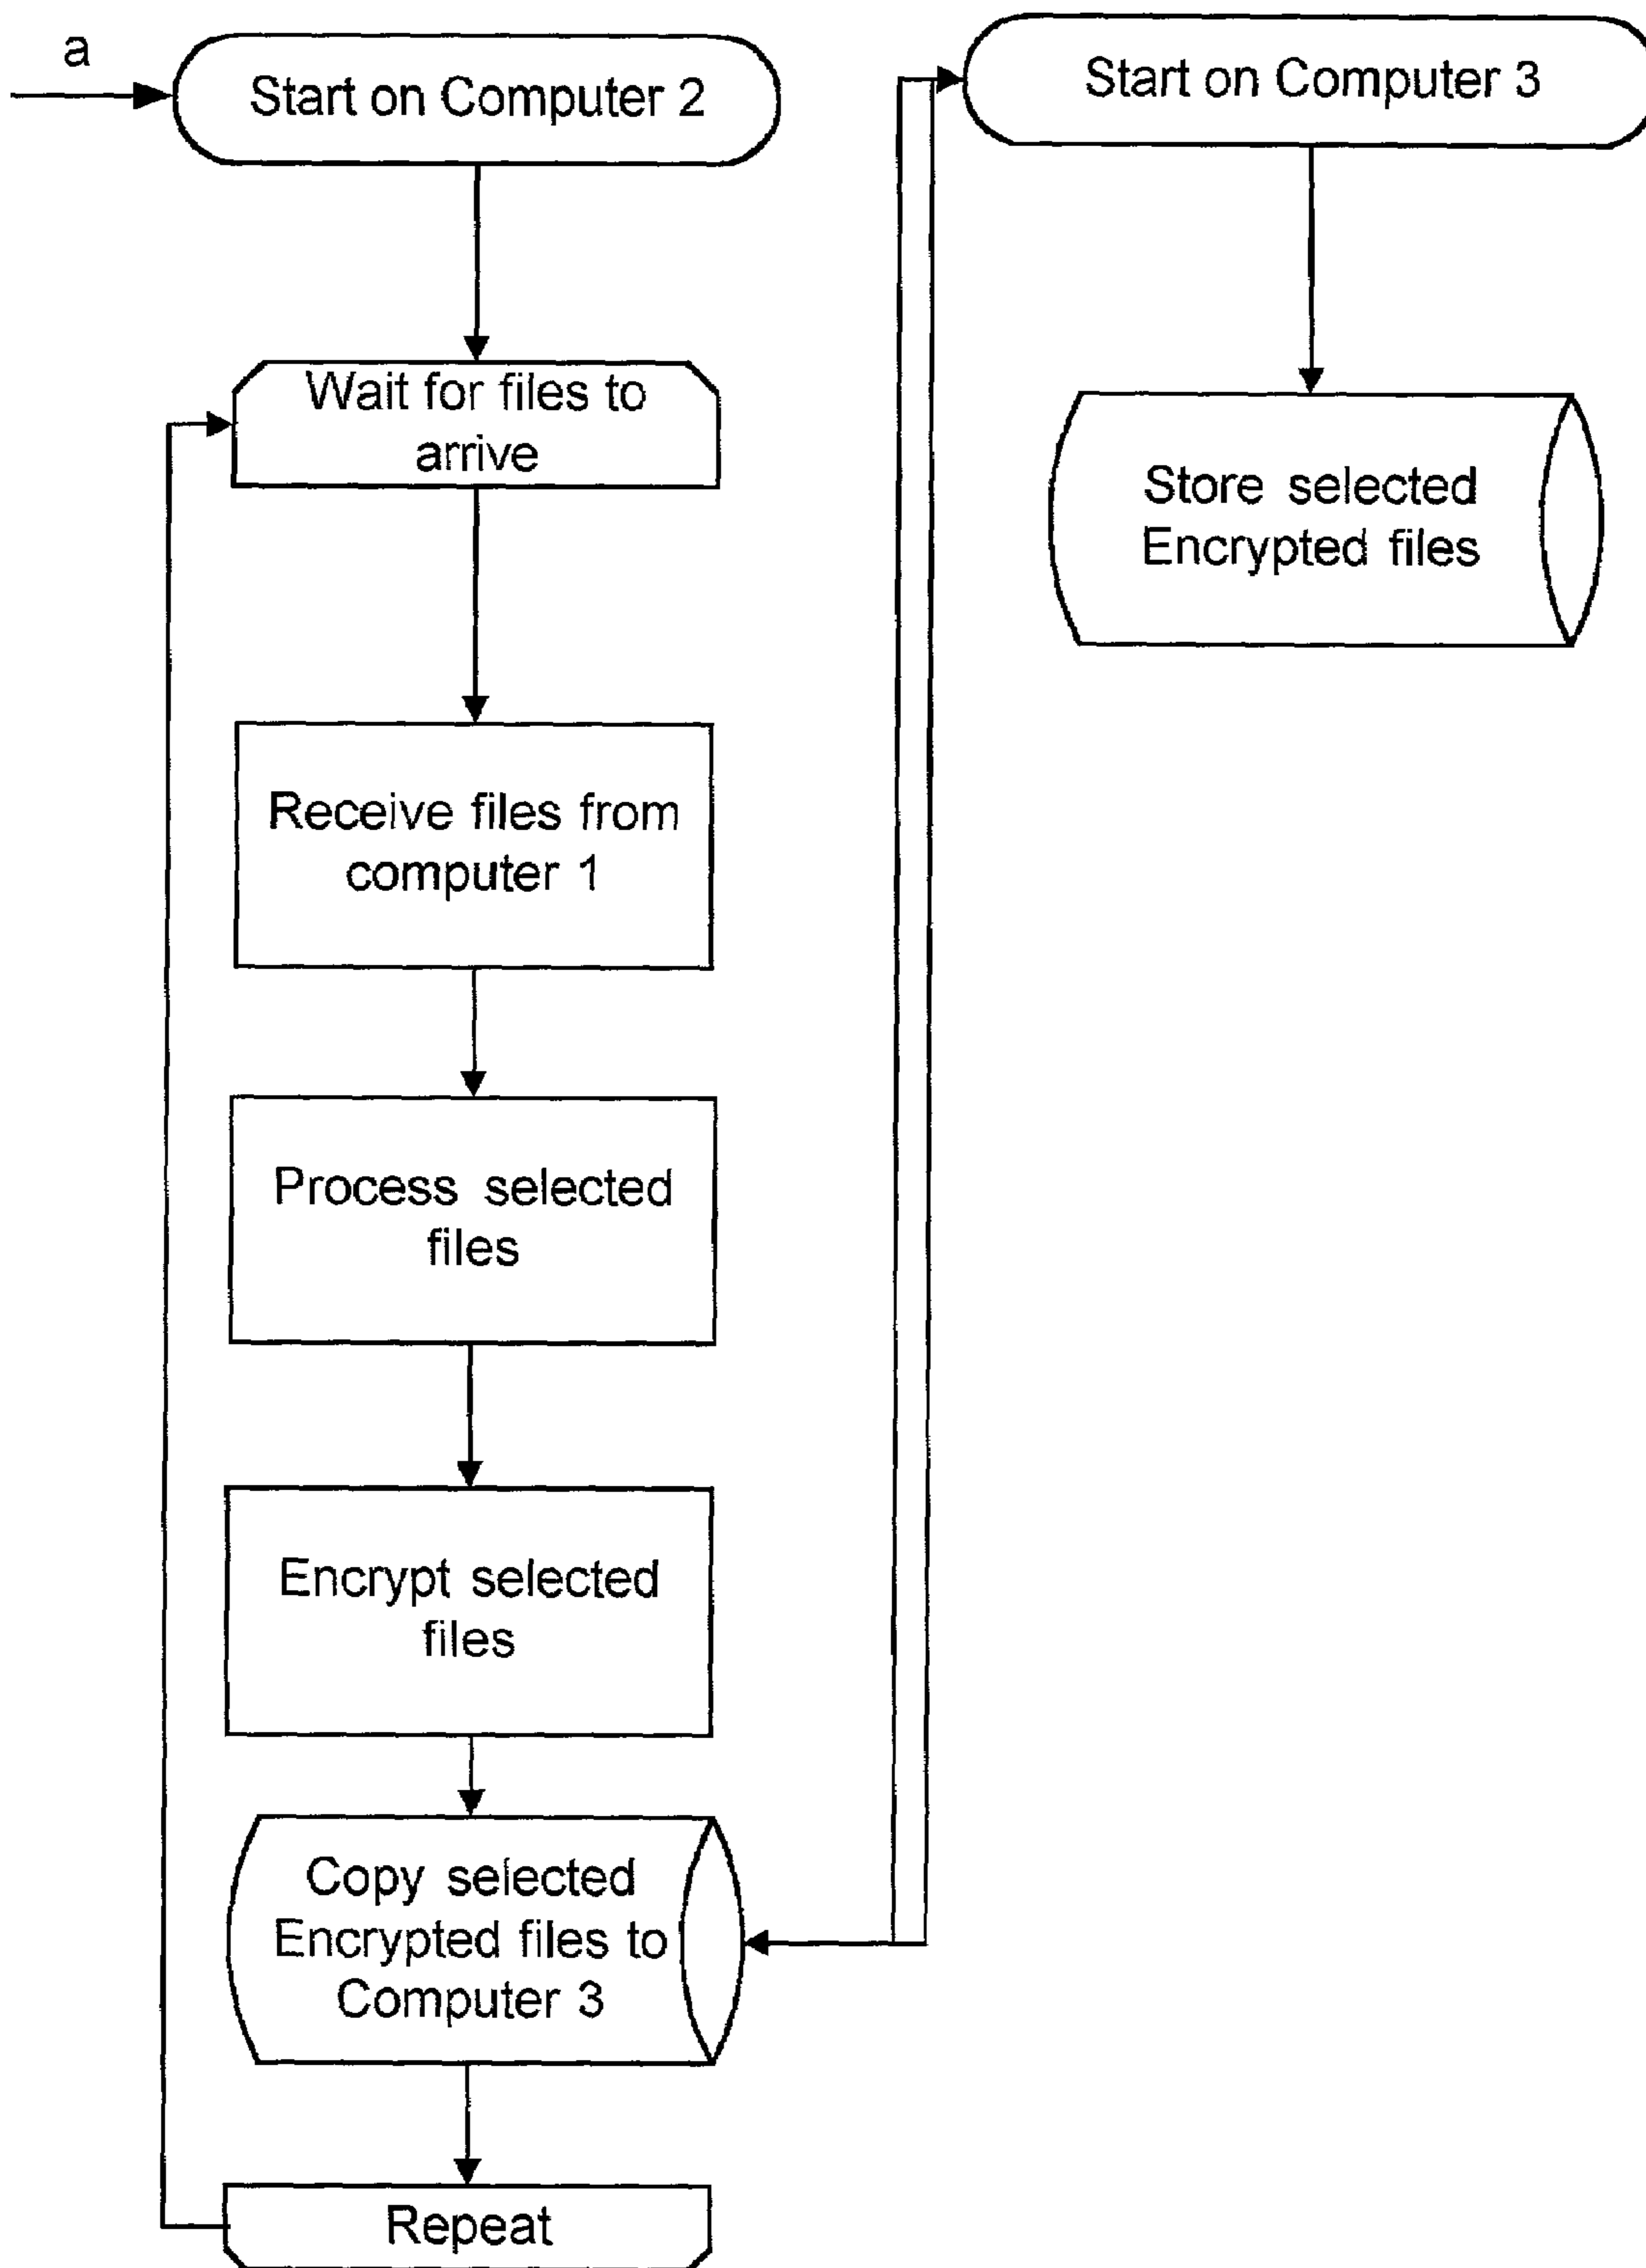 a
Start on Computer 2
Wait for files to
arrive
Receive files from
computer 1
Process selected
files
Encrypt selected
files
Copy selected
Encrypted files to
Computer 3
Repeat
Start on Computer 3
Store selected
Encrypted files